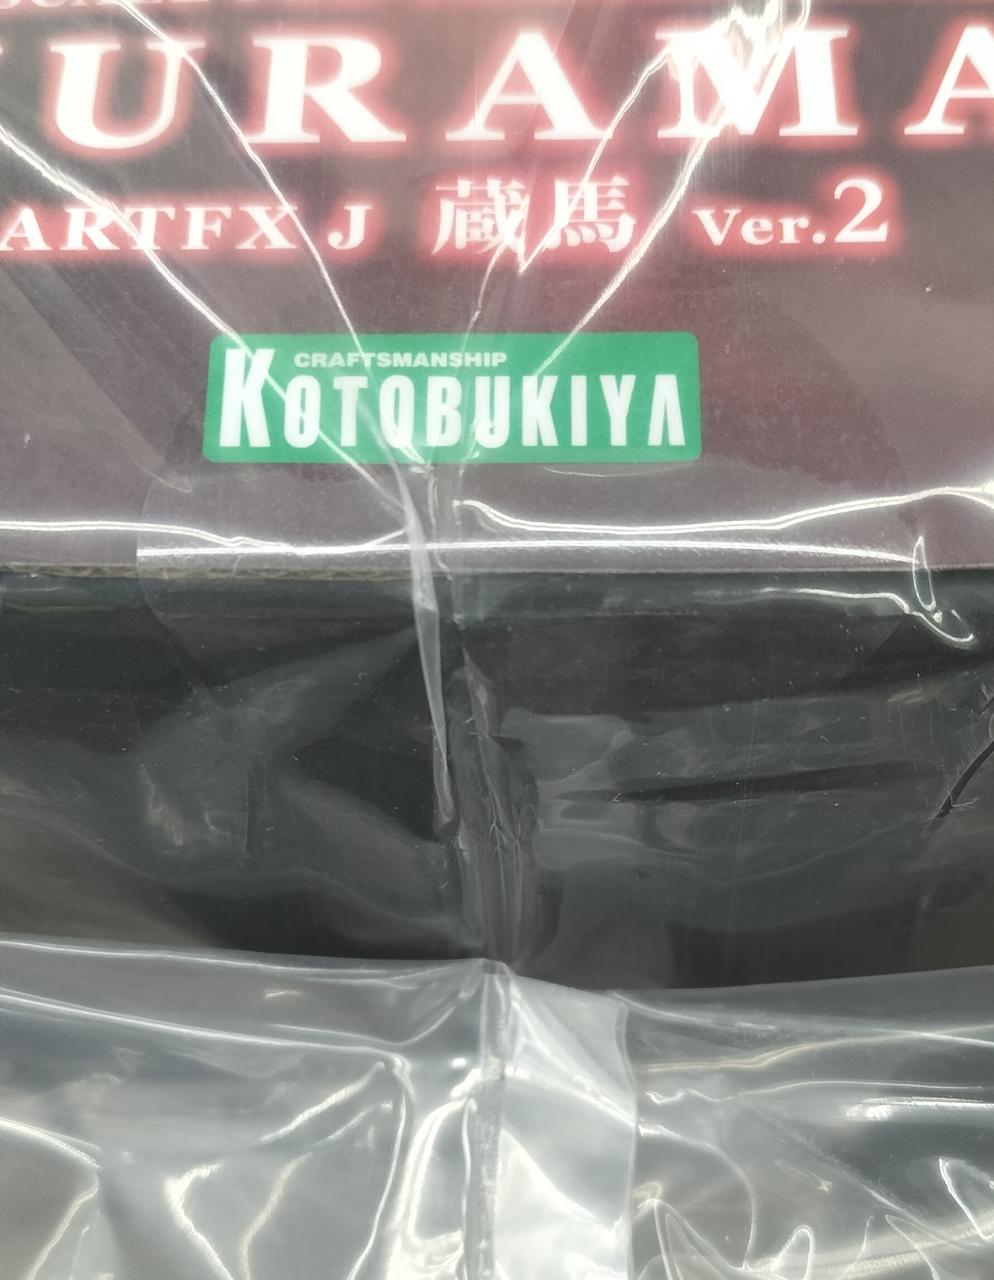 URAMA
ARTFX J 蔵馬 Ver.2
CRAFTSMANSHIP
KOTOBUKIYA